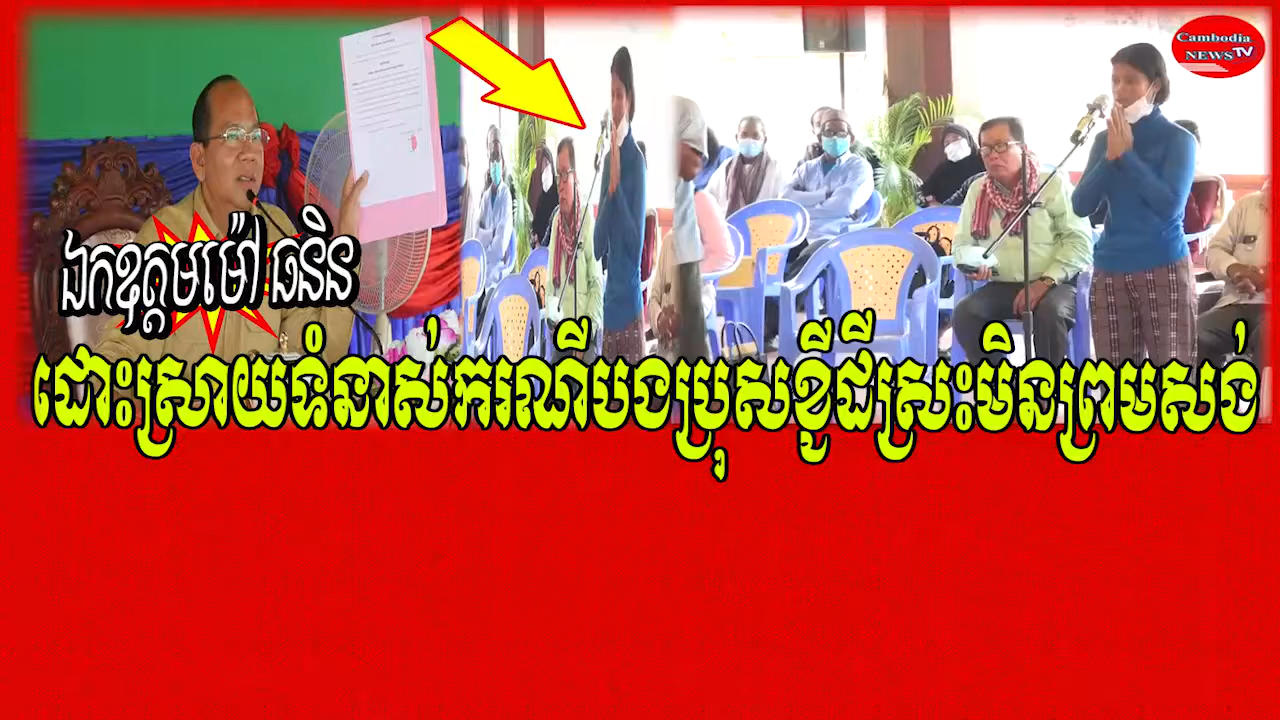 Cambodia
NEWS TV
ឯកឧត្តមម៉ៅ ធនិន
ដោះស្រាយទំនាស់ករណីបងប្រុសខ្ចីដីស្រះមិនព្រមសង់